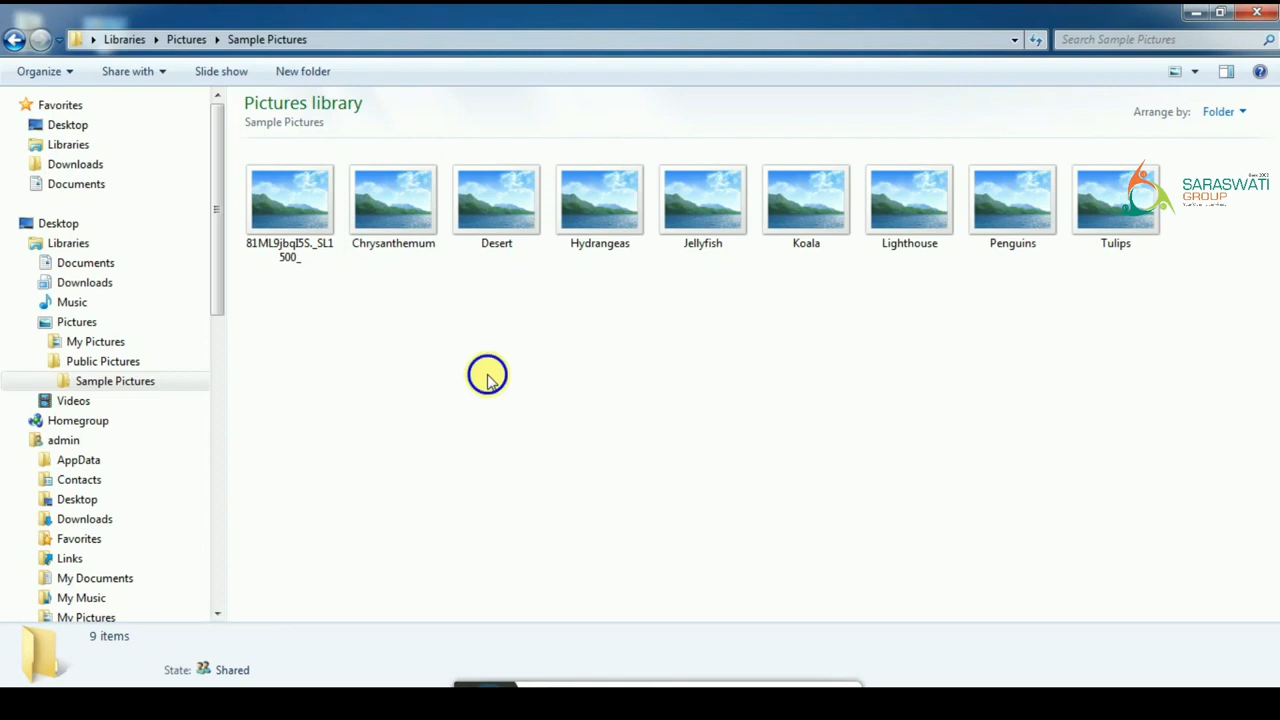 Libraries
Pictures
Sample Pictures
Search Sample Pictures
Organize
Share with
Slide show
New folder
Favorites
Desktop
Libraries
Downloads
Documents
Desktop
Libraries
Documents
Downloads
Music
Pictures
My Pictures
Public Pictures
Sample Pictures
Videos
Homegroup
admin
AppData
Contacts
Desktop
Downloads
Favorites
Links
My Documents
My Music
My Pictures
Pictures library
Sample Pictures
Arrange by: Folder
81ML9jbqI5S._SL1
500_
Chrysanthemum
Desert
Hydrangeas
Jellyfish
Koala
Lighthouse
Penguins
Tulips
SARASWATI
GROUP
9 items
State: Shared